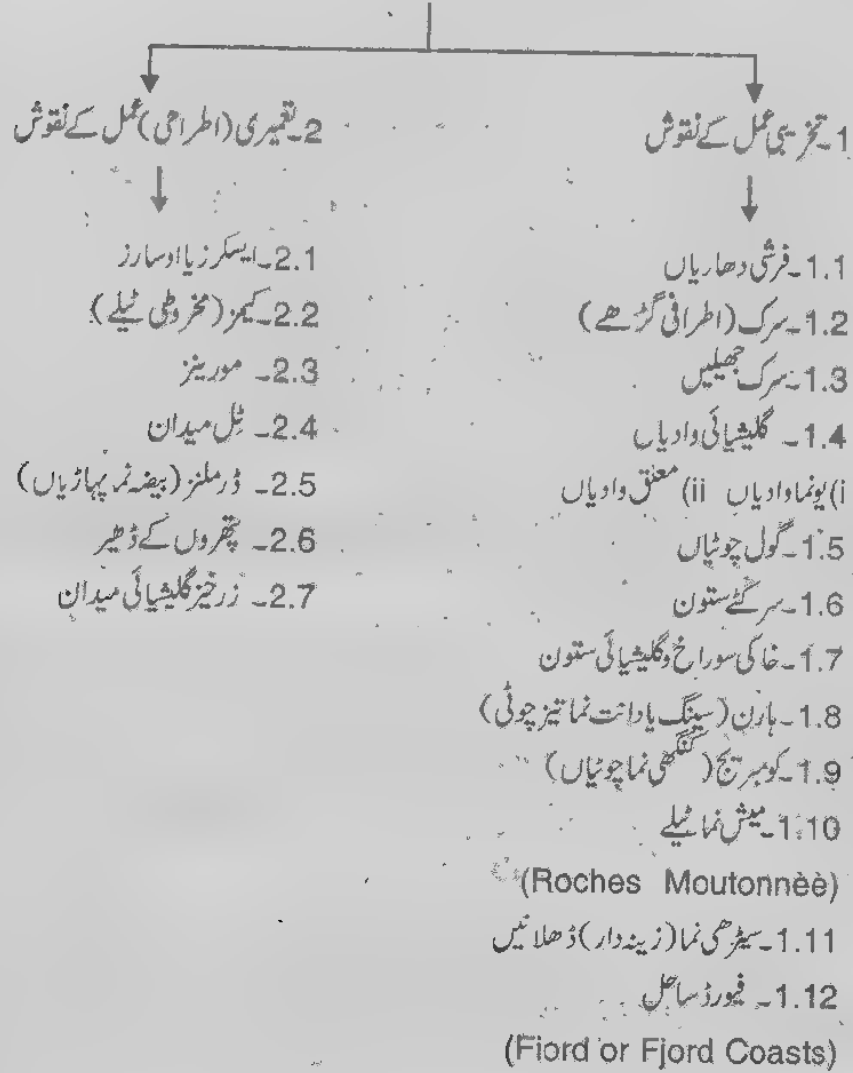 1۔تخریبی عمل کے نقوش
1.1۔فرشی دھاریاں
1.2۔سرک (اطرافی گڑھے)
1.3۔سرک جھیلیں
1.4۔ گلیشیائی وادیاں
i) یونما وادیاں ii) معلق وادیاں
1.5۔گول چوٹیاں
1.6۔سرکٹے ستون
1.7۔خاکی سوراخ وگلیشیائی ستون
1.8۔ہارن (سینگ یا دانت نما تیز چوٹی)
1.9۔کومبریج (کنگھی نما چوٹیاں)
1.10۔میش نما ٹیلے
(Roches Moutonnèè)
1.11۔سیڑھی نما (زینہ دار) ڈھلانیں
1.12۔ فیورڈ ساحل
(Fiord or Fjord Coasts)
2۔تعمیری (اطراحی) عمل کے نقوش
2.1۔ایسکرز یا اوسارز
2.2۔کیمز (مخروطی ٹیلے)
2.3۔ مورینز
2.4۔ ٹِل میدان
2.5۔ ڈرملنز (بیضہ نما پہاڑیاں)
2.6۔ پتھروں کے ڈھیر
2.7۔ زرخیز گلیشیائی میدان